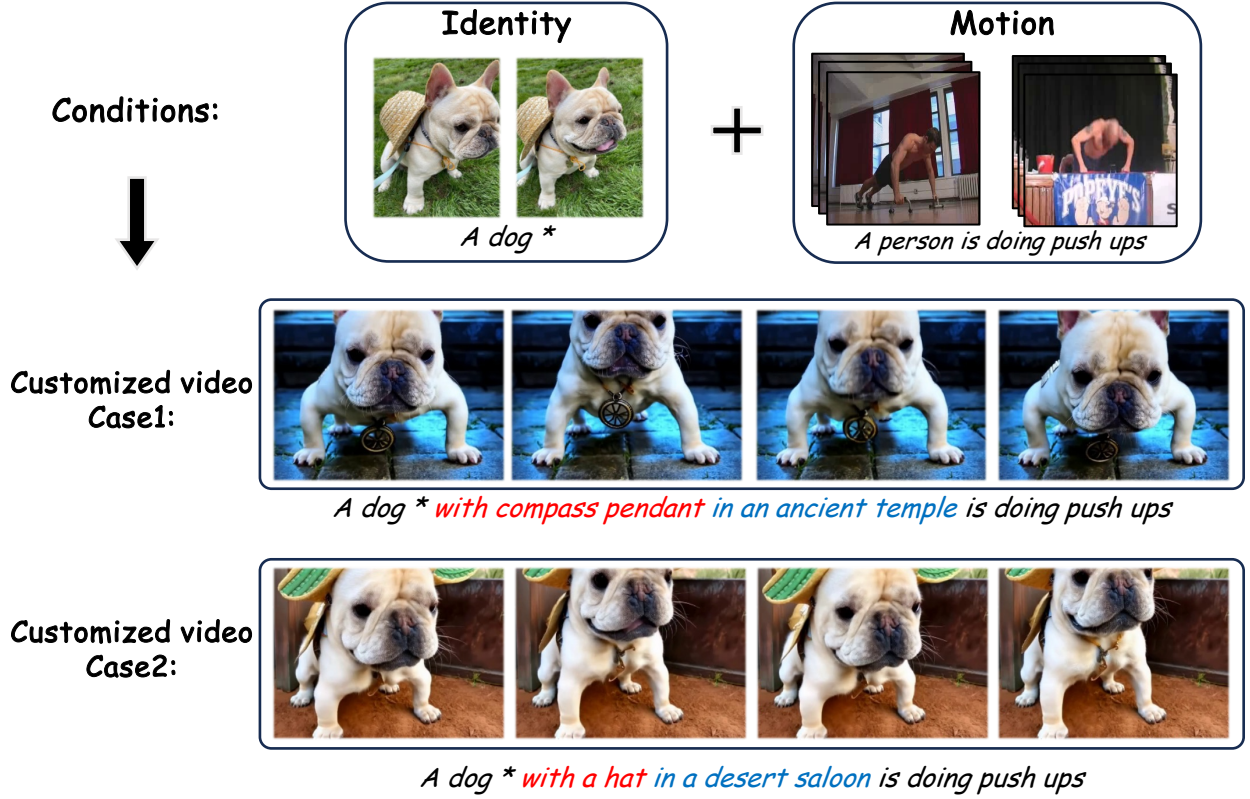 Identity
Motion
Conditions:
POPEYE'S
S
A dog *
A person is doing push ups
Customized video
Case1:
A dog * with compass pendant in an ancient temple is doing push ups
Customized video
Case2:
A dog * with a hat in a desert saloon is doing push ups